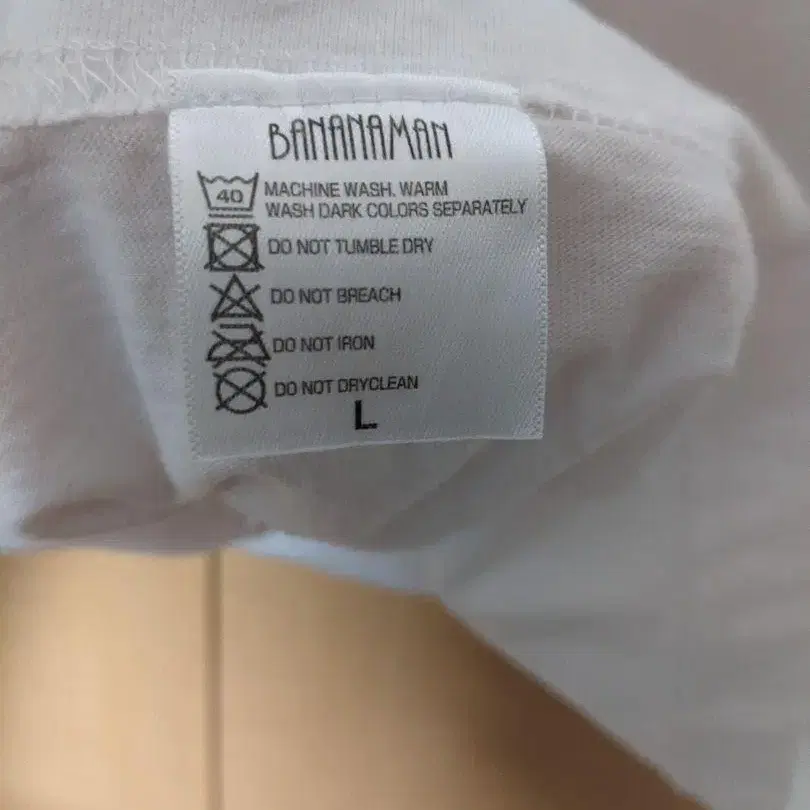 BANANAMAN
40 MACHINE WASH. WARM
WASH DARK COLORS SEPARATELY
DO NOT TUMBLE DRY
DO NOT BREACH
DO NOT IRON
DO NOT DRYCLEAN
L